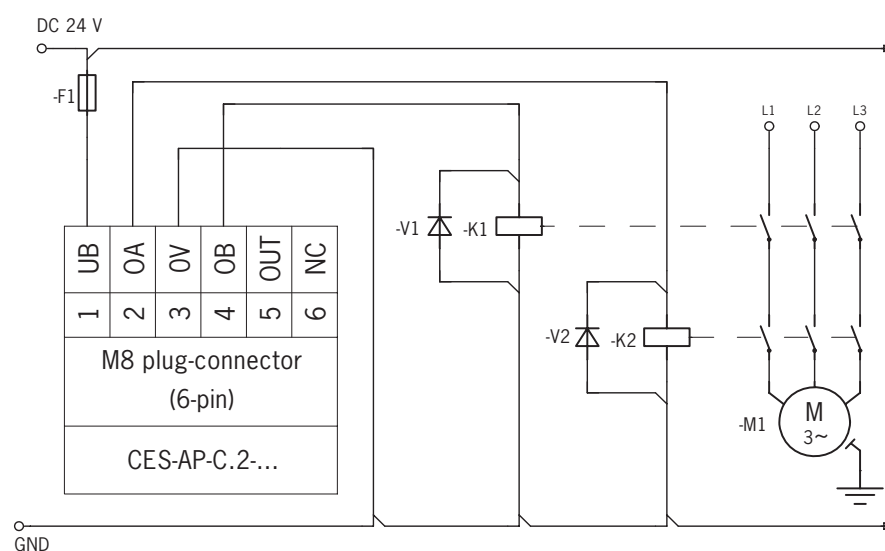 DC 24 V
-F1
L1 L2 L3
-V1 -K1
UB OA 0V OB OUT NC
1 2 3 4 5 6
-V2 -K2
M8 plug-connector
(6-pin)
-M1
M
3~
CES-AP-C.2-...
GND